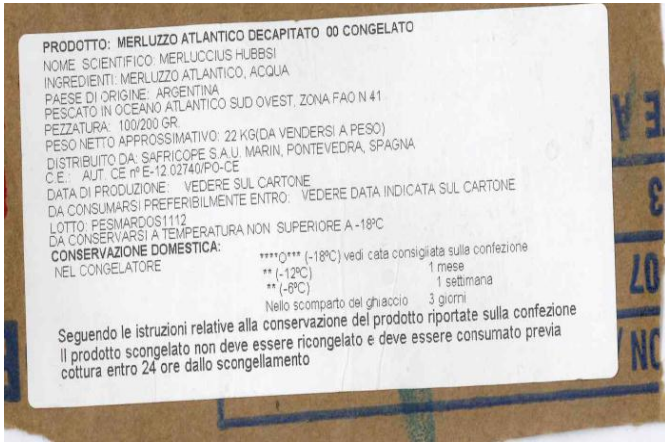 PRODOTTO: MERLUZZO ATLANTICO DECAPITATO 00 CONGELATO
NOME SCIENTIFICO: MERLUCCIUS HUBBSI
INGREDIENTI: MERLUZZO ATLANTICO, ACQUA
PAESE DI ORIGINE: ARGENTINA
PESCATO IN OCEANO ATLANTICO SUD OVEST, ZONA FAO N 41
PEZZATURA: 100/200 GR.
PESO NETTO APPROSSIMATIVO: 22 KG(DA VENDERSI A PESO)
DISTRIBUITO DA: SAFRICOPE S.A.U. MARIN, PONTEVEDRA, SPAGNA
C.E.: AUT. CE nº E-12.02740/PO-CE
DATA DI PRODUZIONE: VEDERE SUL CARTONE
DA CONSUMARSI PREFERIBILMENTE ENTRO: VEDERE DATA INDICATA SUL CARTONE
LOTTO: PESMARDOS1112
DA CONSERVARSI A TEMPERATURA NON SUPERIORE A -18ºC
CONSERVAZIONE DOMESTICA:
NEL CONGELATORE ****O*** (-18ºC) vedi cata consigiiata sulla confezione
** (-12ºC) 1 mese
** (-6ºC) 1 settimana
Nello scomparto del ghiaccio 3 giorni
Seguendo le istruzioni relative alla conservazione del prodotto riportate sulla confezione
Il prodotto scongelato non deve essere ricongelato e deve essere consumato previa
cottura entro 24 ore dallo scongellamento
3
07